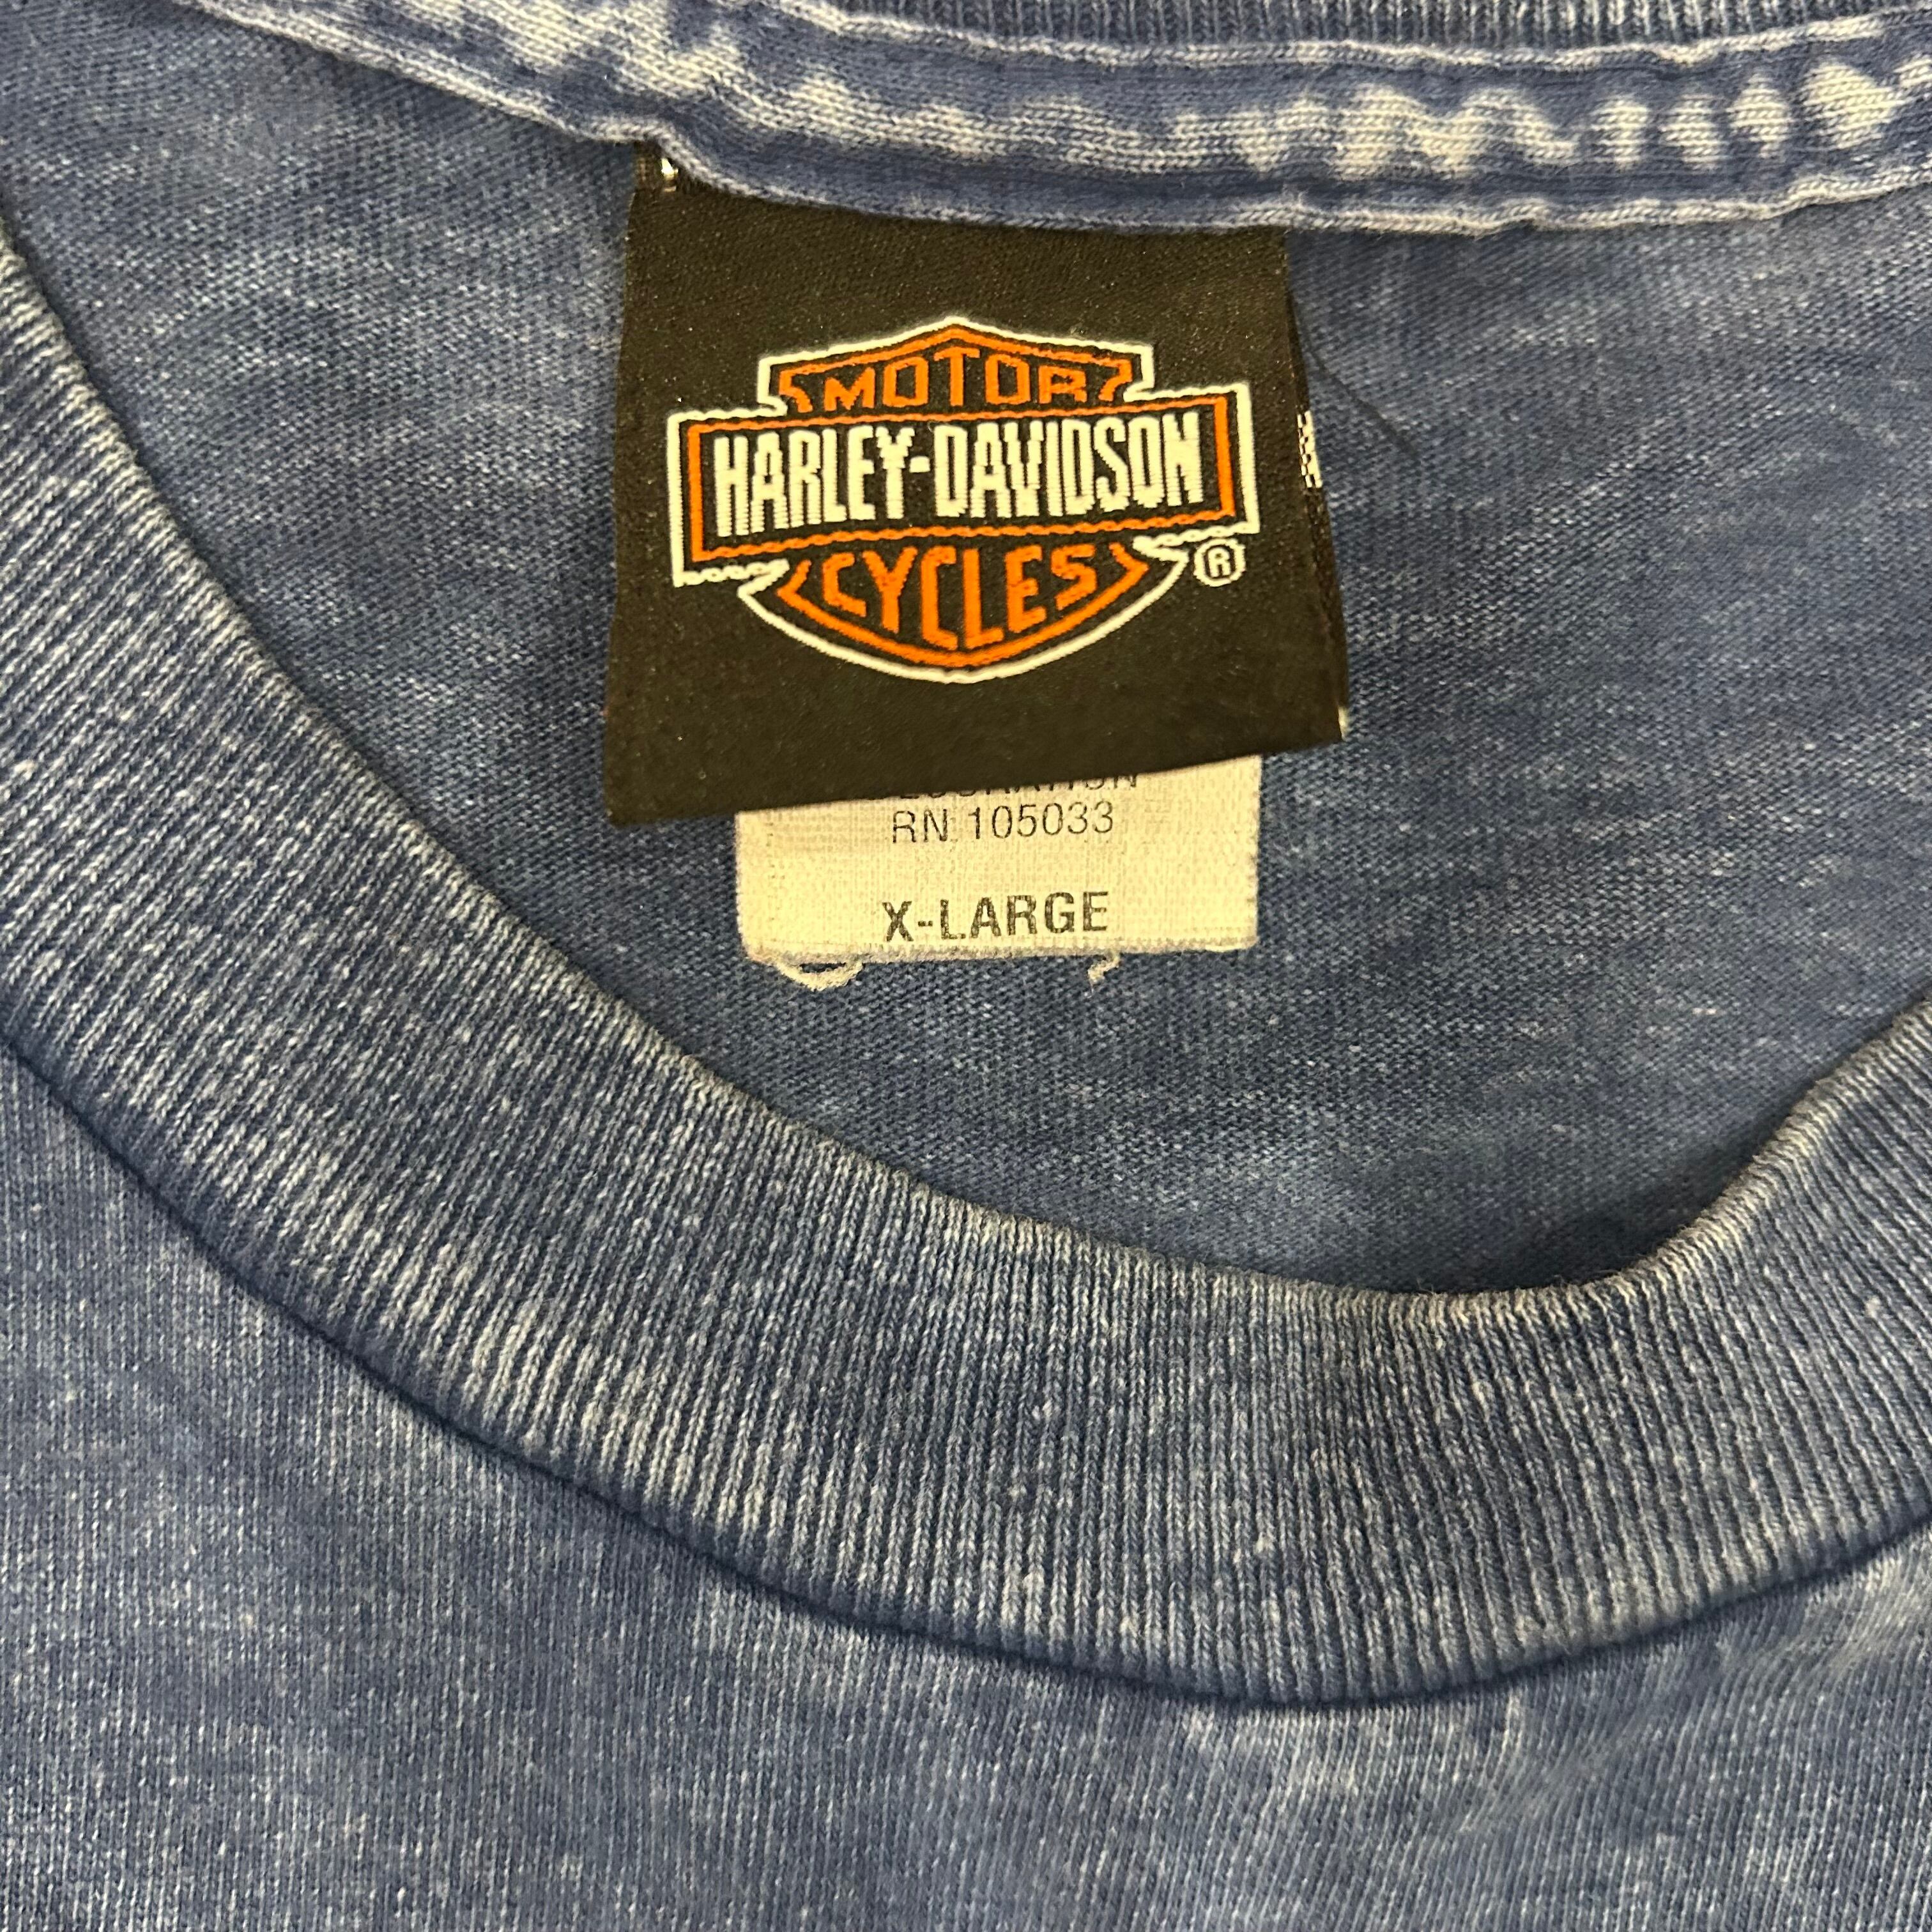 MOTOR
HARLEY-DAVIDSON
CYCLES ®
RN 105033
X-LARGE